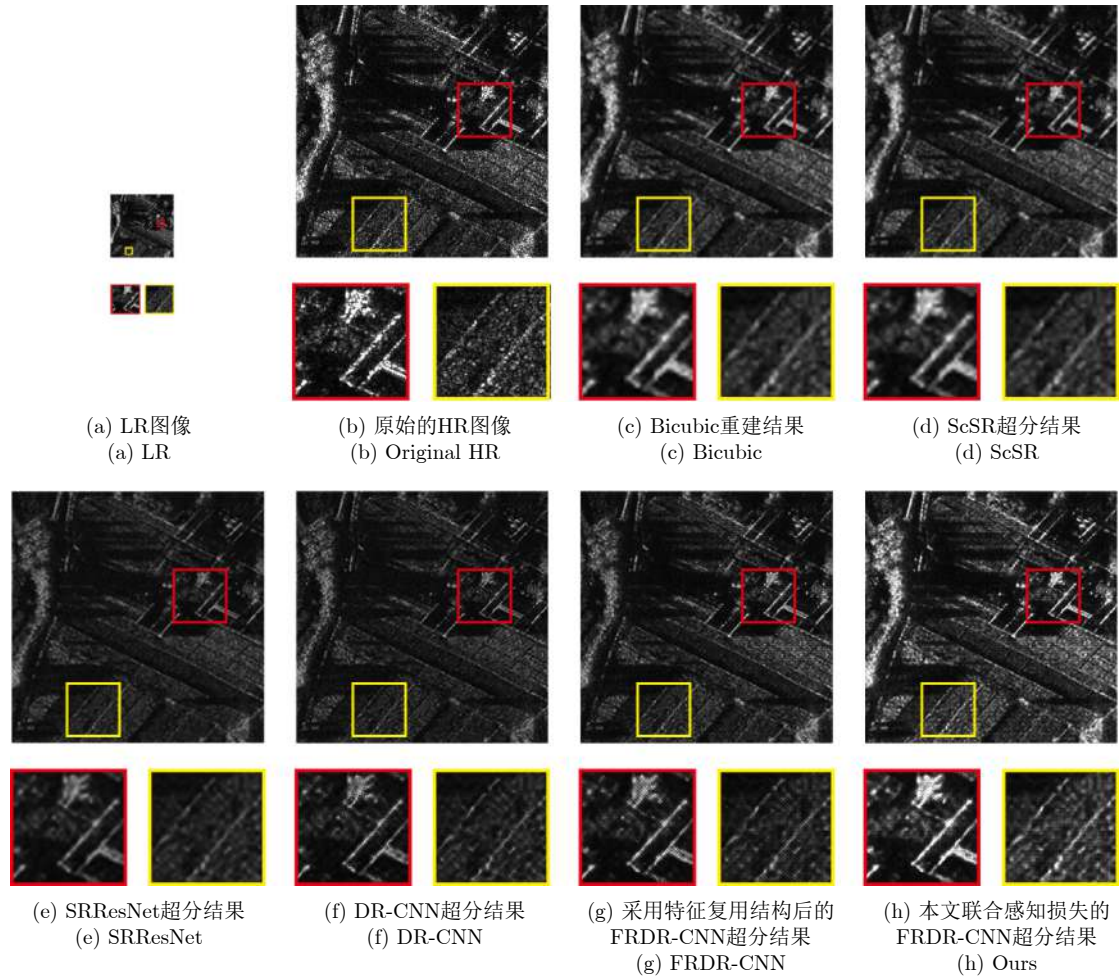 (a) LR图像
(a) LR
(b) 原始的HR图像
(b) Original HR
(c) Bicubic重建结果
(c) Bicubic
(d) ScSR超分结果
(d) ScSR
(e) SRResNet超分结果
(e) SRResNet
(f) DR-CNN超分结果
(f) DR-CNN
(g) 采用特征复用结构后的
FRDR-CNN超分结果
(g) FRDR-CNN
(h) 本文联合感知损失的
FRDR-CNN超分结果
(h) Ours